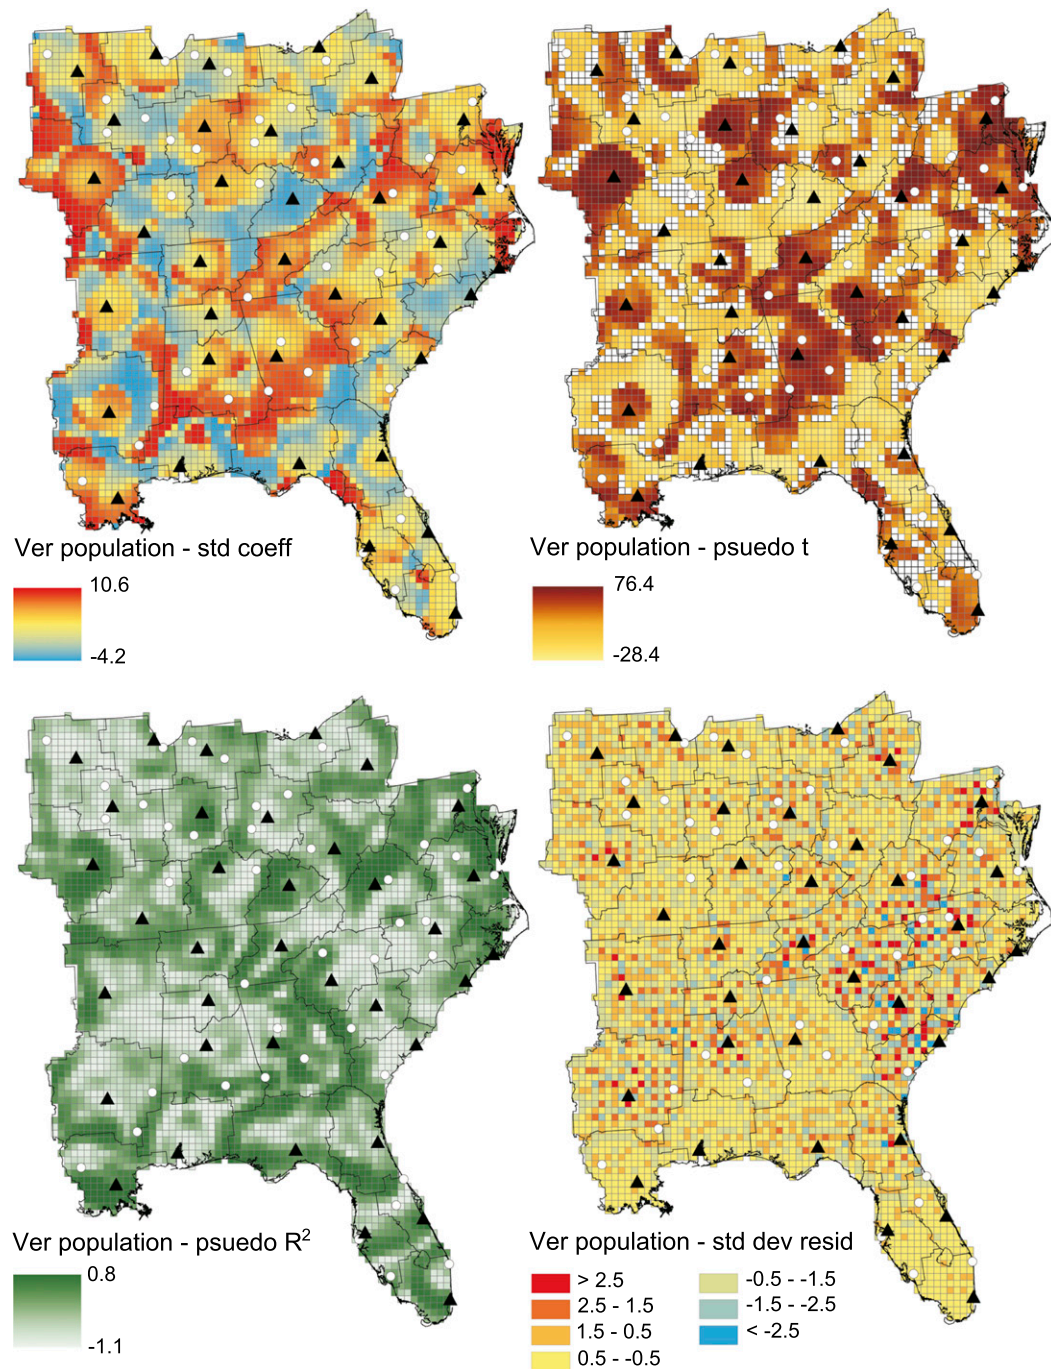 Ver population - std coeff
10.6
-4.2
Ver population - psuedo t
76.4
-28.4
Ver population - psuedo R²
0.8
-1.1
Ver population - std dev resid
> 2.5
2.5 - 1.5
1.5 - 0.5
0.5 - -0.5
-0.5 - -1.5
-1.5 - -2.5
< -2.5